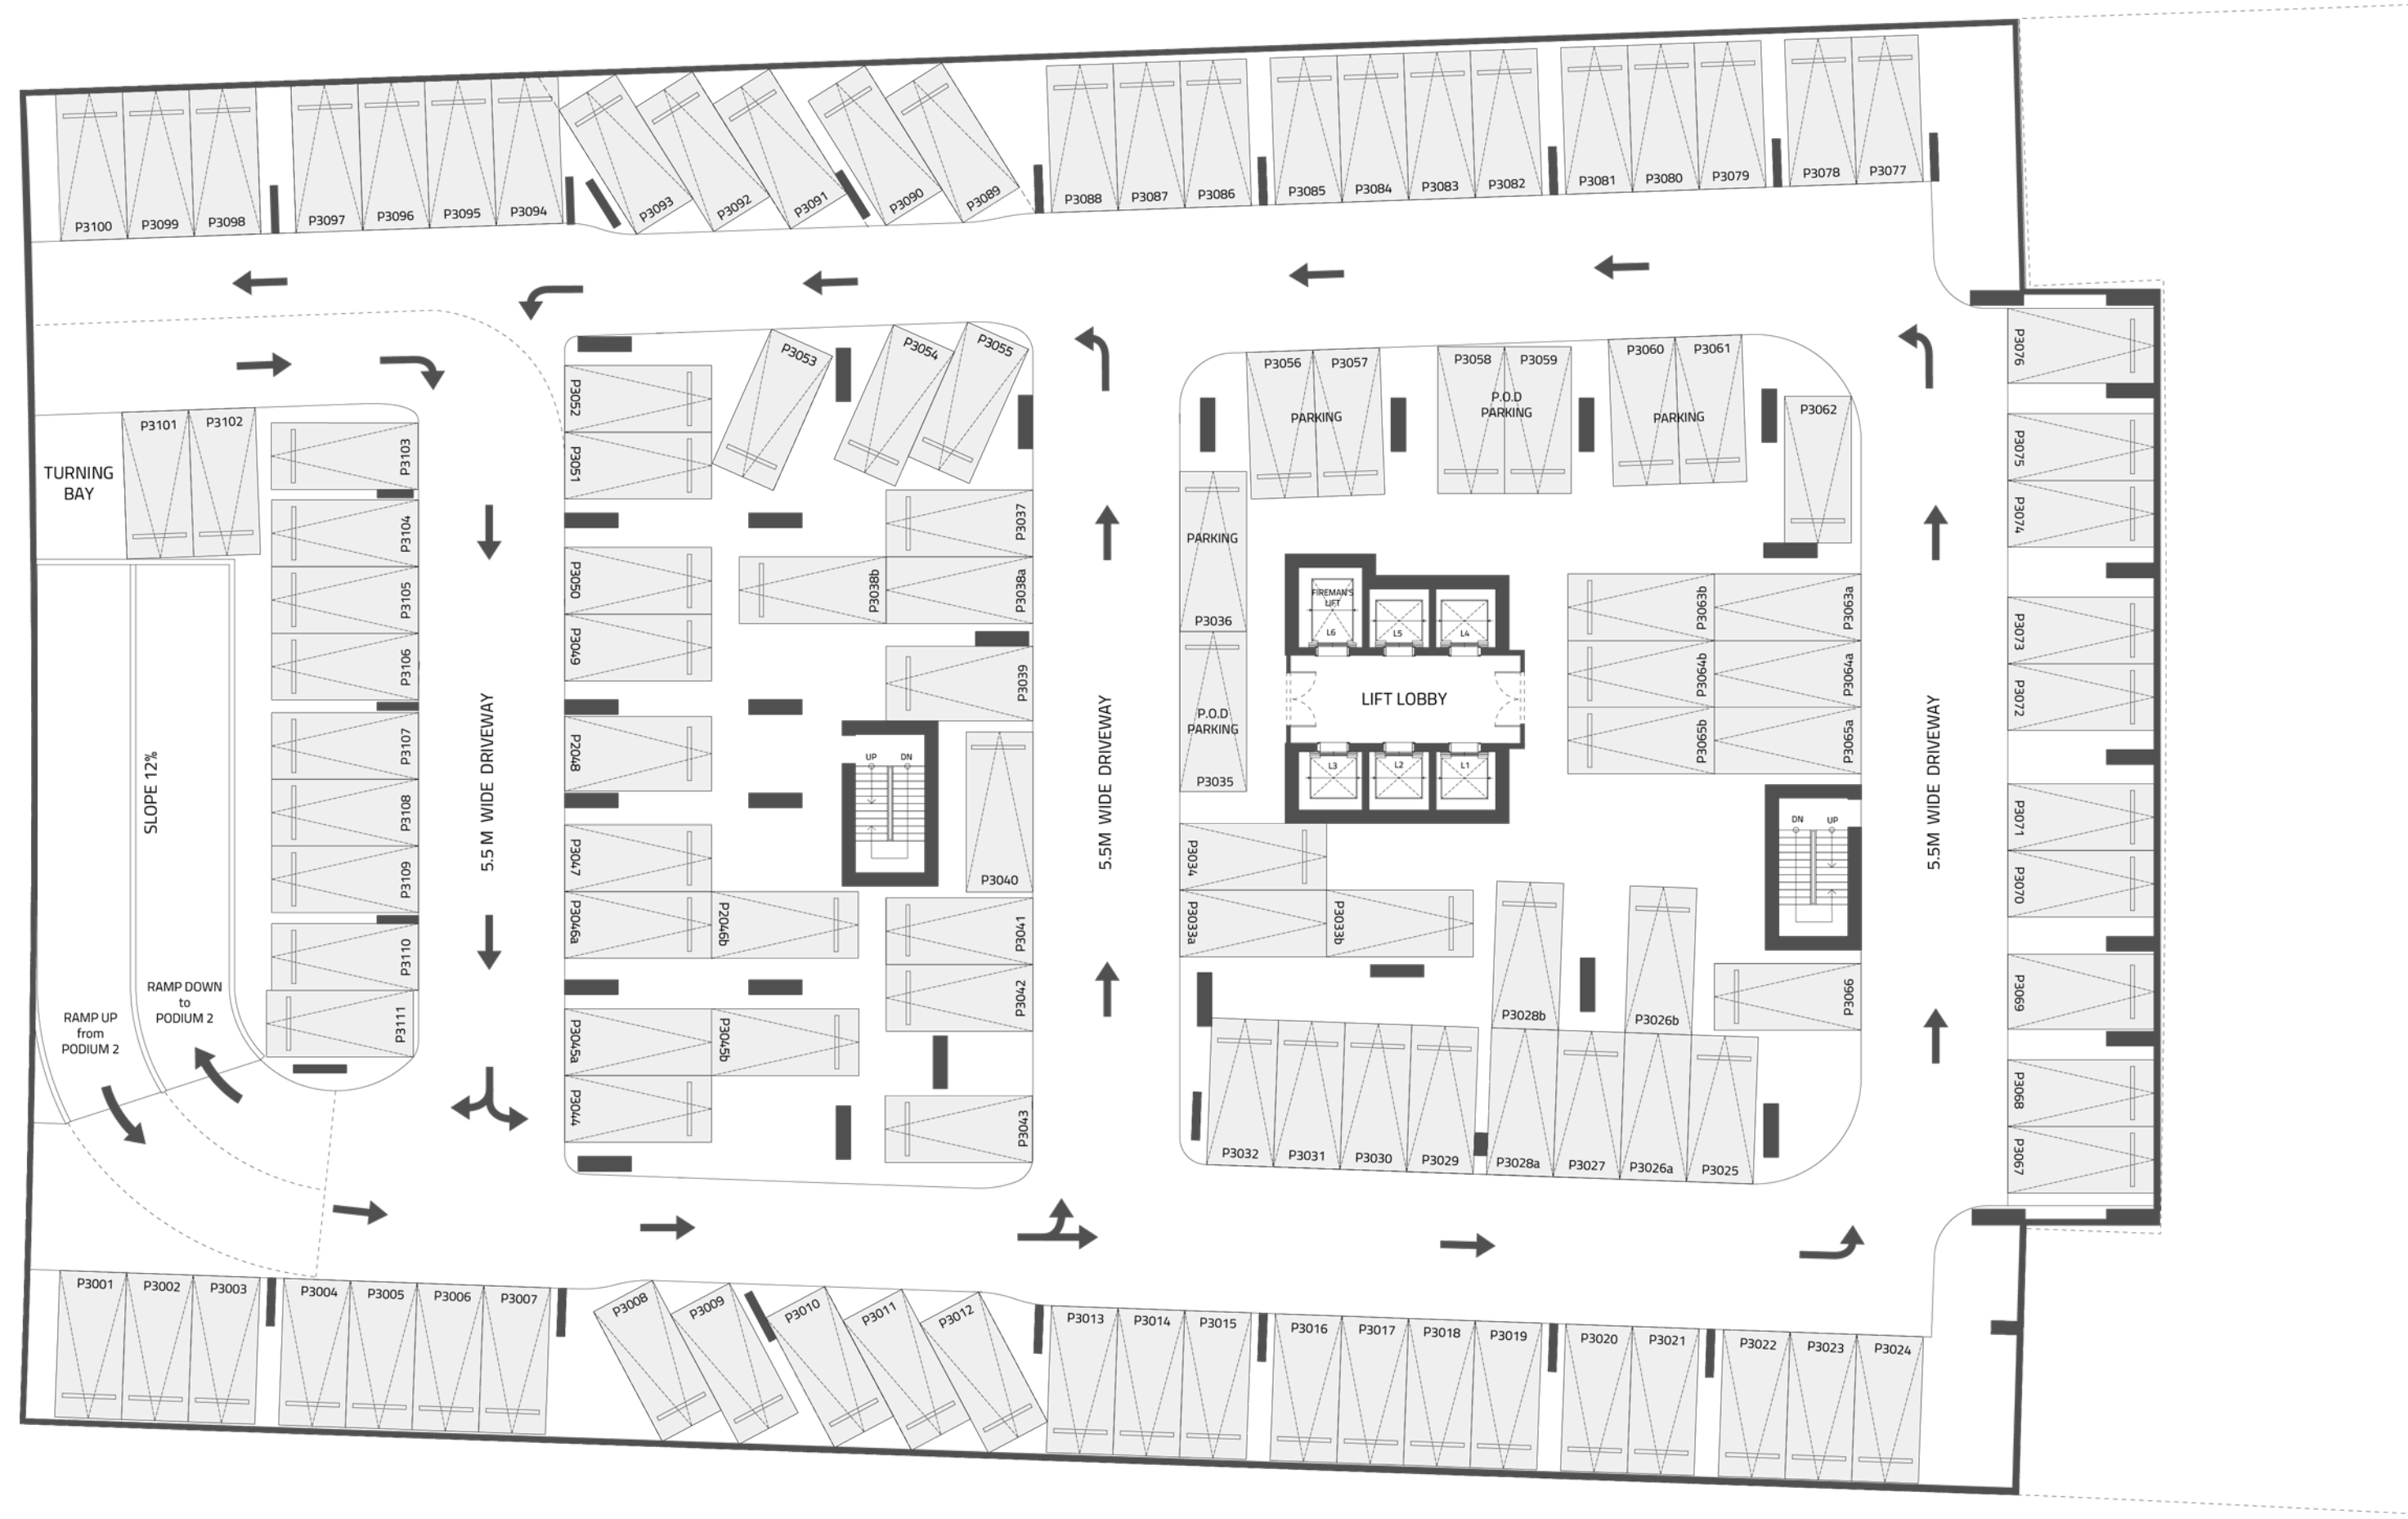 P3100
P3099
P3098
P3097
P3096
P3095
P3094
P3093
P3092
P3091
P3090
P3089
P3088
P3087
P3086
P3085
P3084
P3083
P3082
P3081
P3080
P3079
P3078
P3077
P3101
P3102
TURNING
BAY
P3103
P3104
P3105
P3106
P3107
P3108
P3109
P3110
P3111
SLOPE 12%
RAMP DOWN
to
PODIUM 2
RAMP UP
from
PODIUM 2
5.5 M WIDE DRIVEWAY
P3052
P3051
P3050
P3049
P2048
P3047
P3046a
P2046b
P3045a
P3045b
P3044
P3053
P3054
P3055
P3037
P3038b
P3038a
P3039
UP
DN
P3040
P3041
P3042
P3043
5.5M WIDE DRIVEWAY
P3056
P3057
PARKING
P3058
P3059
P.O.D
PARKING
P3060
P3061
PARKING
P3062
PARKING
P3036
P.O.D
PARKING
P3035
FIREMAN'S
LIFT
L6
L5
L4
LIFT LOBBY
L3
L2
L1
P3063b
P3063a
P3064b
P3064a
P3065b
P3065a
DN
UP
P3034
P3033a
P3033b
P3028b
P3026b
P3066
P3032
P3031
P3030
P3029
P3028a
P3027
P3026a
P3025
5.5M WIDE DRIVEWAY
P3076
P3075
P3074
P3073
P3072
P3071
P3070
P3069
P3068
P3067
P3001
P3002
P3003
P3004
P3005
P3006
P3007
P3008
P3009
P3010
P3011
P3012
P3013
P3014
P3015
P3016
P3017
P3018
P3019
P3020
P3021
P3022
P3023
P3024